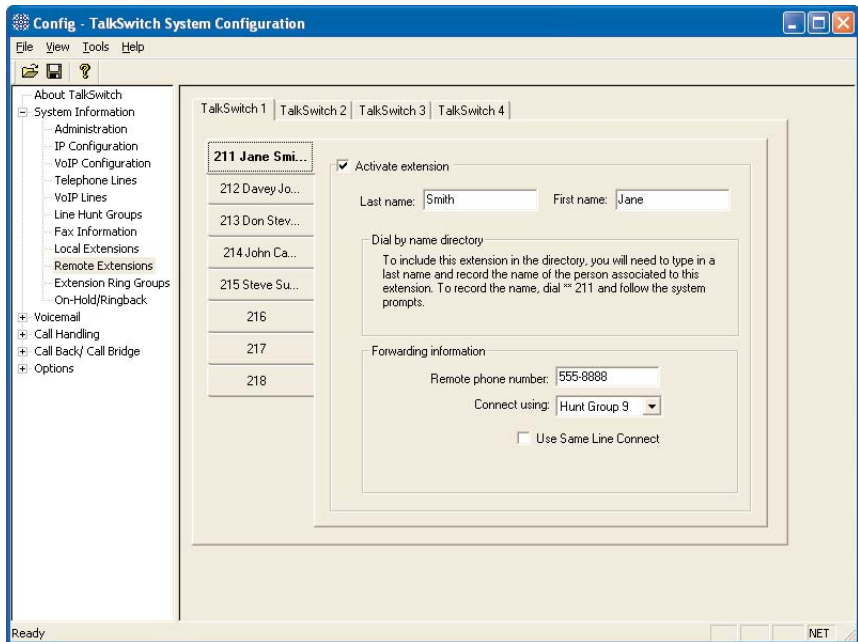 Config - TalkSwitch System Configuration
File View Tools Help
About TalkSwitch
System Information
Administration
IP Configuration
VoIP Configuration
Telephone Lines
VoIP Lines
Line Hunt Groups
Fax Information
Local Extensions
Remote Extensions
Extension Ring Groups
On-Hold/Ringback
Voicemail
Call Handling
Call Back/ Call Bridge
Options
TalkSwitch 1 TalkSwitch 2 TalkSwitch 3 TalkSwitch 4
211 Jane Smi...
212 Davey Jo...
213 Don Stev...
214 John Ca...
215 Steve Su...
216
217
218
Activate extension
Last name: Smith First name: Jane
Dial by name directory
To include this extension in the directory, you will need to type in a
last name and record the name of the person associated to this
extension. To record the name, dial ** 211 and follow the system
prompts.
Forwarding information
Remote phone number: 555-8888
Connect using: Hunt Group 9
Use Same Line Connect
Ready NET